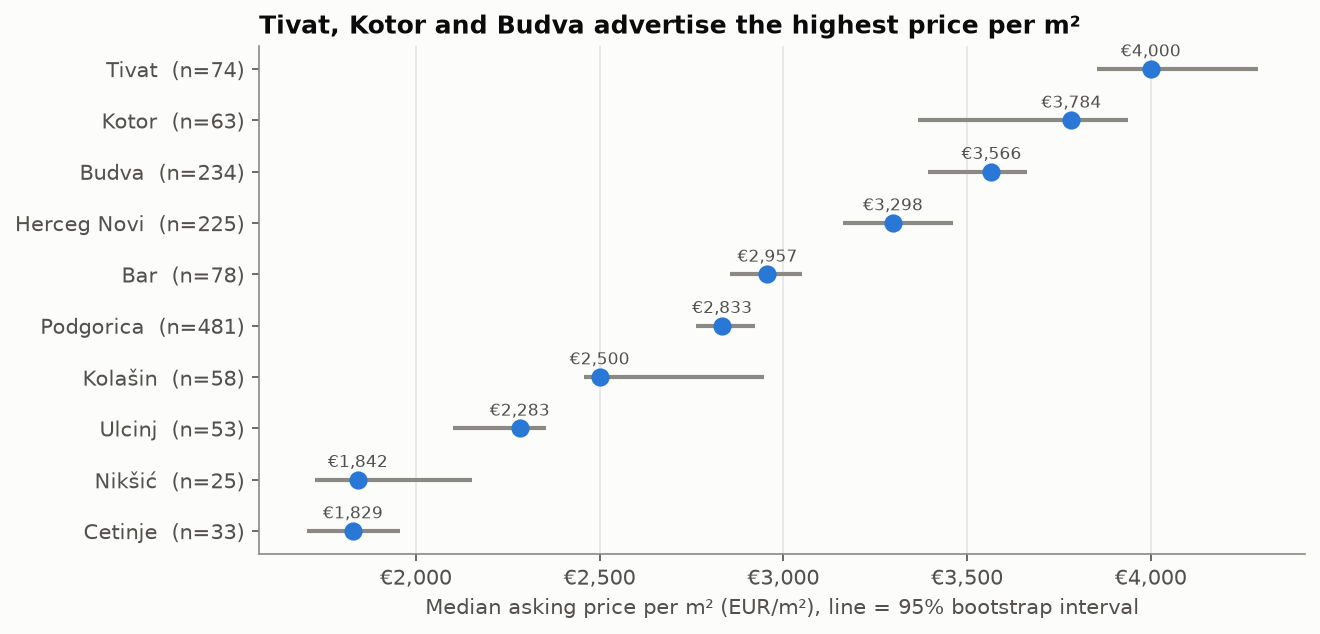 Tivat, Kotor and Budva advertise the highest price per m²
Tivat (n=74)
€4,000
Kotor (n=63)
€3,784
Budva (n=234)
€3,566
Herceg Novi (n=225)
€3,298
Bar (n=78)
€2,957
Podgorica (n=481)
€2,833
Kolašin (n=58)
€2,500
Ulcinj (n=53)
€2,283
Nikšić (n=25)
€1,842
Cetinje (n=33)
€1,829
€2,000 €2,500 €3,000 €3,500 €4,000
Median asking price per m² (EUR/m²), line = 95% bootstrap interval